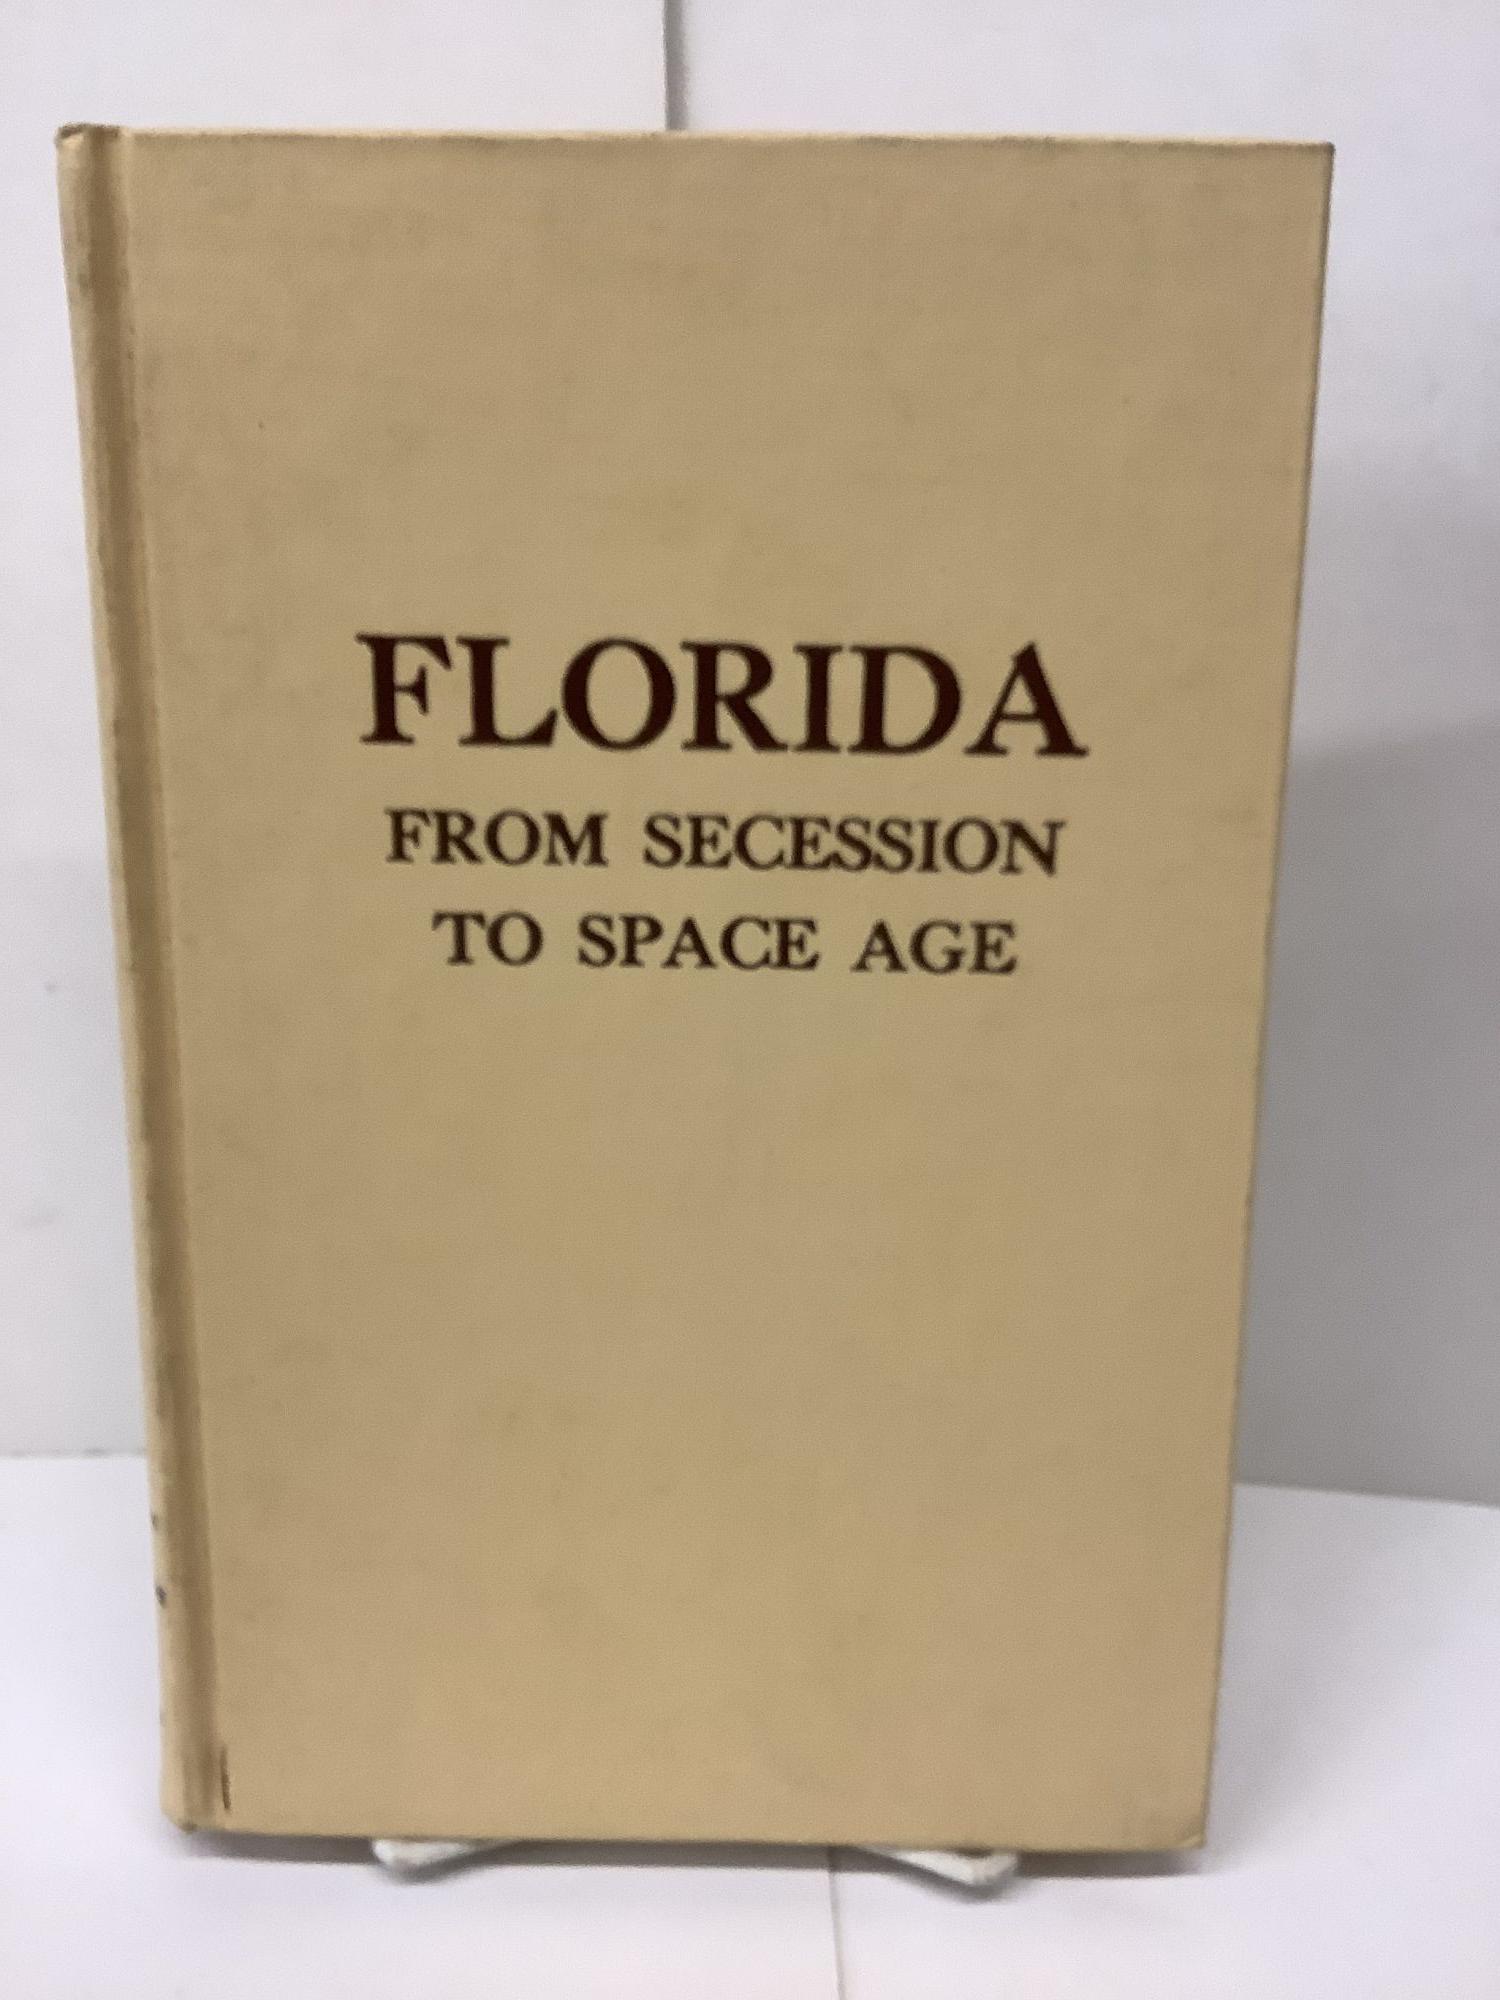 FLORIDA
FROM SECESSION
TO SPACE AGE